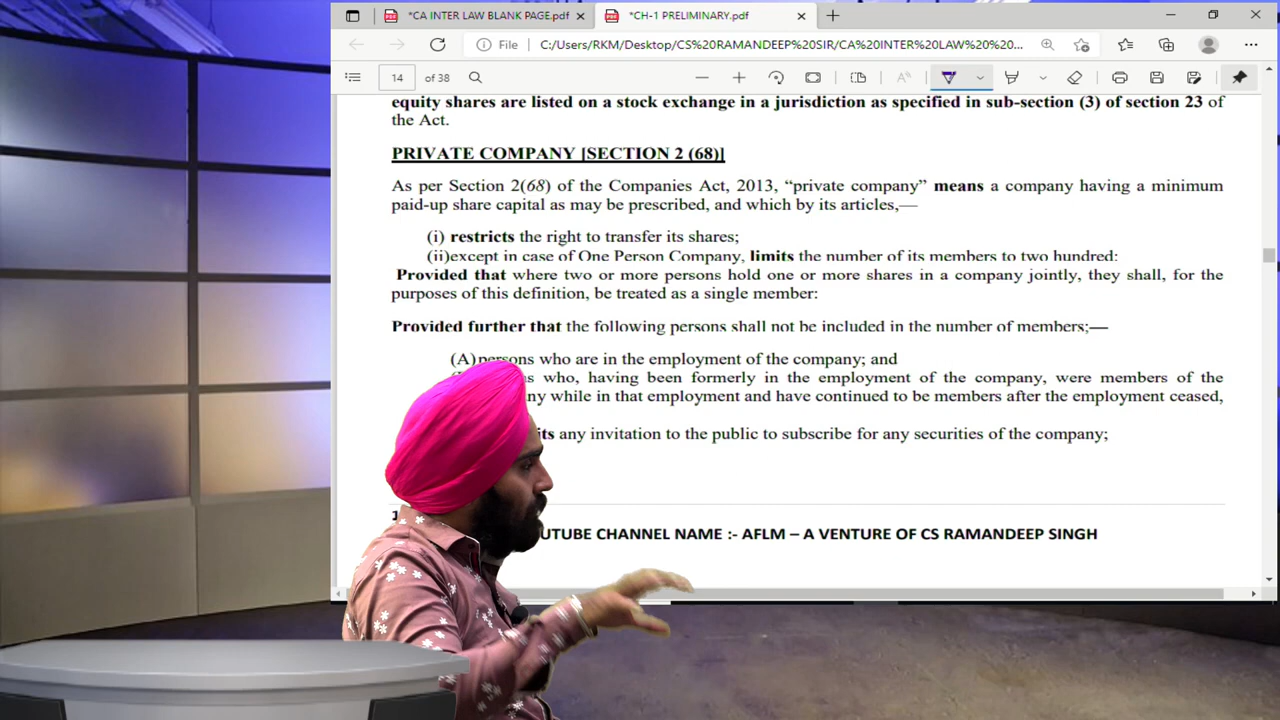 *CA INTER LAW BLANK PAGE.pdf
*CH-1 PRELIMINARY.pdf
File C:/Users/RKM/Desktop/CS%20RAMANDEEP%20SIR/CA%20INTER%20LAW%20%20...
14 of 38
equity shares are listed on a stock exchange in a jurisdiction as specified in sub-section (3) of section 23 of
the Act.
PRIVATE COMPANY [SECTION 2 (68)]
As per Section 2(68) of the Companies Act, 2013, “private company” means a company having a minimum
paid-up share capital as may be prescribed, and which by its articles,—
(i) restricts the right to transfer its shares;
(ii)except in case of One Person Company, limits the number of its members to two hundred:
Provided that where two or more persons hold one or more shares in a company jointly, they shall, for the
purposes of this definition, be treated as a single member:
Provided further that the following persons shall not be included in the number of members;—
(A)persons who are in the employment of the company; and
who, having been formerly in the employment of the company, were members of the
while in that employment and have continued to be members after the employment ceased,
any invitation to the public to subscribe for any securities of the company;
CHANNEL NAME :- AFLM – A VENTURE OF CS RAMANDEEP SINGH